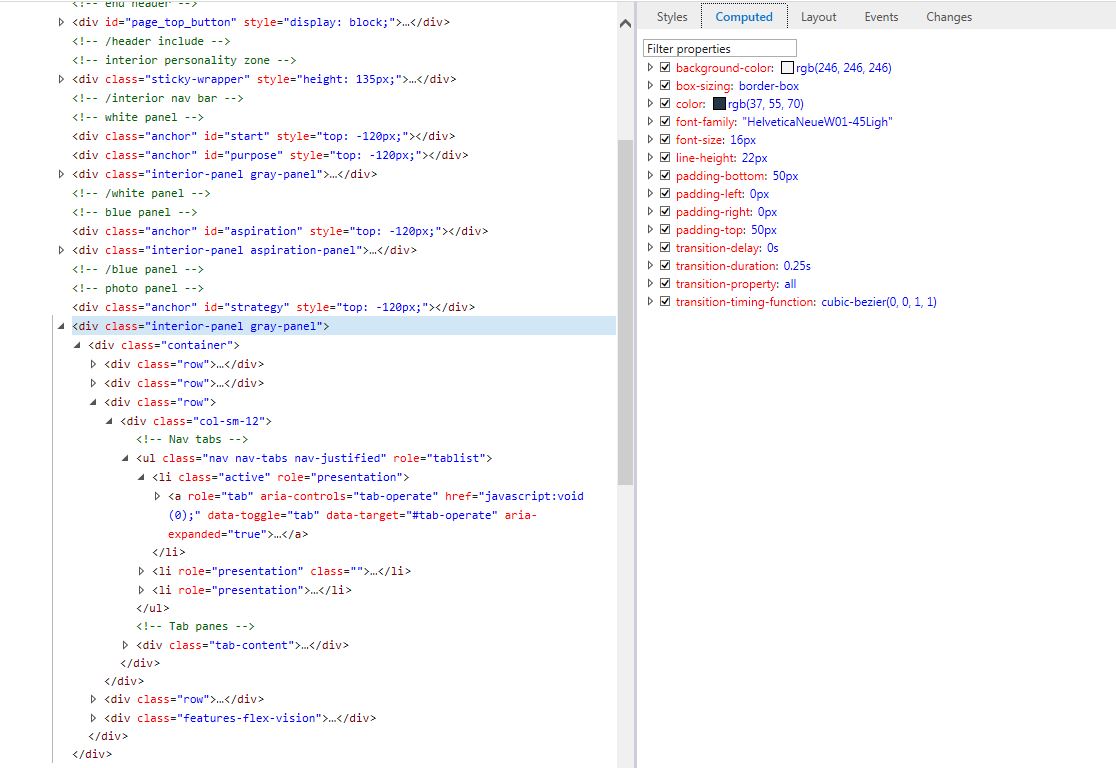 <!-- end header -->
<div id="page_top_button" style="display: block;">…</div>
<!-- /header include -->
<!-- interior personality zone -->
<div class="sticky-wrapper" style="height: 135px;">…</div>
<!-- /interior nav bar -->
<!-- white panel -->
<div class="anchor" id="start" style="top: -120px;"></div>
<div class="anchor" id="purpose" style="top: -120px;"></div>
<div class="interior-panel gray-panel">…</div>
<!-- /white panel -->
<!-- blue panel -->
<div class="anchor" id="aspiration" style="top: -120px;"></div>
<div class="interior-panel aspiration-panel">…</div>
<!-- /blue panel -->
<!-- photo panel -->
<div class="anchor" id="strategy" style="top: -120px;"></div>
<div class="interior-panel gray-panel">
<div class="container">
<div class="row">…</div>
<div class="row">…</div>
<div class="row">
<div class="col-sm-12">
<!-- Nav tabs -->
<ul class="nav nav-tabs nav-justified" role="tablist">
<li class="active" role="presentation">
<a role="tab" aria-controls="tab-operate" href="javascript:void
(0);" data-toggle="tab" data-target="#tab-operate" aria-
expanded="true">…</a>
</li>
<li role="presentation" class="">…</li>
<li role="presentation">…</li>
</ul>
<!-- Tab panes -->
<div class="tab-content">…</div>
</div>
</div>
<div class="row">…</div>
<div class="features-flex-vision">…</div>
</div>
</div>
Styles Computed Layout Events Changes
Filter properties
background-color: rgb(246, 246, 246)
box-sizing: border-box
color: rgb(37, 55, 70)
font-family: "HelveticaNeueW01-45Ligh"
font-size: 16px
line-height: 22px
padding-bottom: 50px
padding-left: 0px
padding-right: 0px
padding-top: 50px
transition-delay: 0s
transition-duration: 0.25s
transition-property: all
transition-timing-function: cubic-bezier(0, 0, 1, 1)